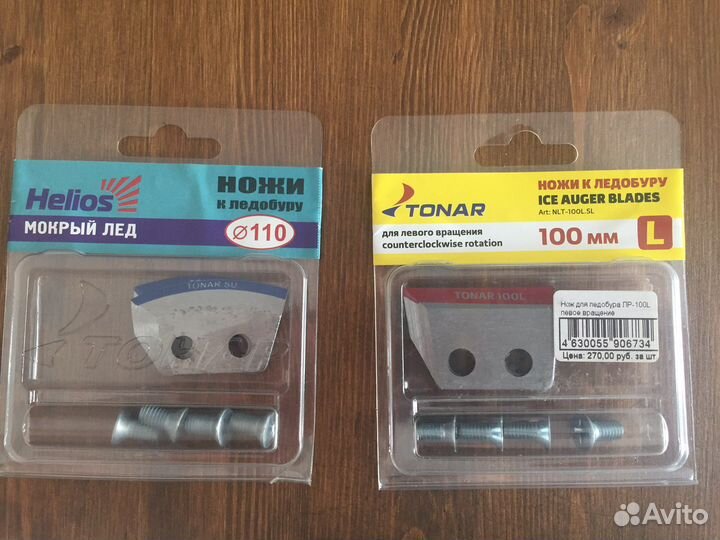 Helios
НОЖИ
к ледобуру
МОКРЫЙ ЛЕД
⌀110
TONAR SU
TONAR
TONAR
для левого вращения
counterclockwise rotation
НОЖИ К ЛЕДОБУРУ
ICE AUGER BLADES
Art: NLT-100L.SL
100 мм
L
TONAR 100L
Нож для ледобура ЛР-100L
левое вращение
4 630055 906734
Цена: 270,00 руб. за шт
Avito